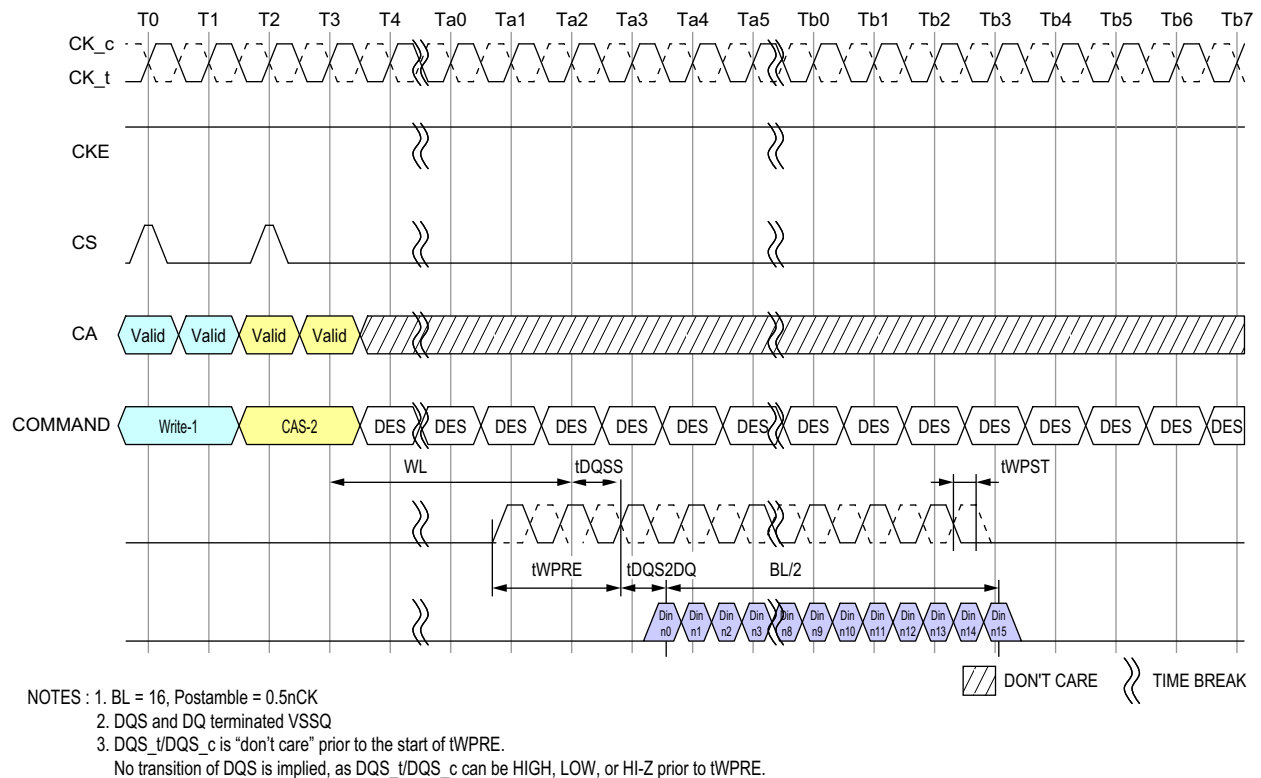 T0 T1 T2 T3 T4 Ta0 Ta1 Ta2 Ta3 Ta4 Ta5 Tb0 Tb1 Tb2 Tb3 Tb4 Tb5 Tb6 Tb7
CK_c
CK_t
CKE
CS
CA Valid Valid Valid Valid
COMMAND Write-1 CAS-2 DES DES DES DES DES DES DES DES DES DES DES DES DES DES DES
WL tDQSS tWPST
tWPRE tDQS2DQ BL/2
Din n0 Din n1 Din n2 Din n3 Din n8 Din n9 Din n10 Din n11 Din n12 Din n13 Din n14 Din n15
DON'T CARE TIME BREAK
NOTES : 1. BL = 16, Postamble = 0.5nCK
2. DQS and DQ terminated VSSQ
3. DQS_t/DQS_c is “don’t care” prior to the start of tWPRE.
No transition of DQS is implied, as DQS_t/DQS_c can be HIGH, LOW, or HI-Z prior to tWPRE.